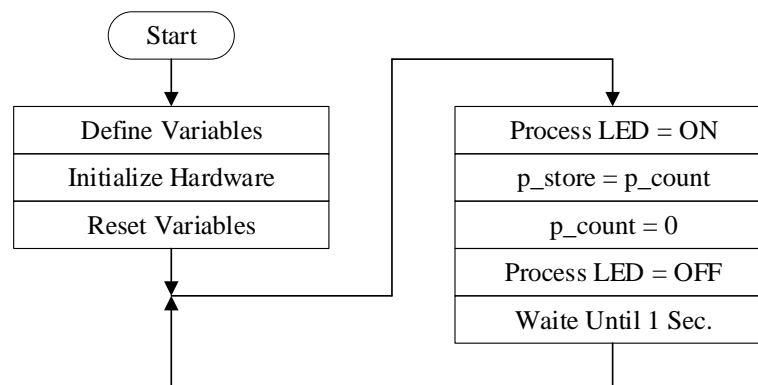 Start
Define Variables
Initialize Hardware
Reset Variables
Process LED = ON
p_store = p_count
p_count = 0
Process LED = OFF
Waite Until 1 Sec.